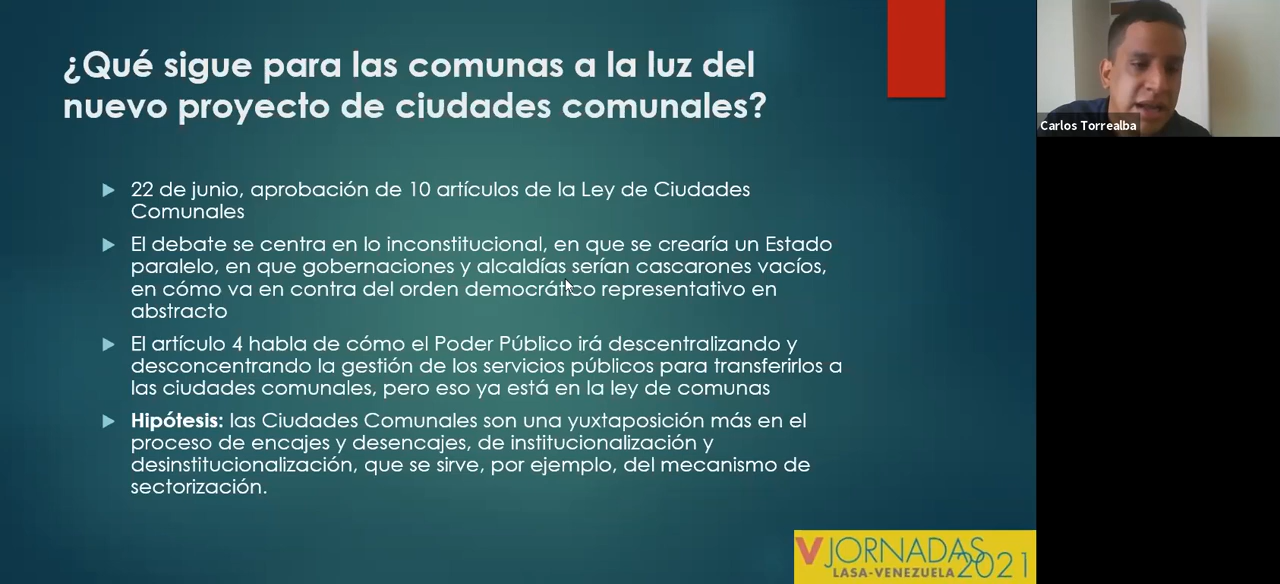 ¿Qué sigue para las comunas a la luz del
nuevo proyecto de ciudades comunales?
22 de junio, aprobación de 10 artículos de la Ley de Ciudades
Comunales
El debate se centra en lo inconstitucional, en que se crearía un Estado
paralelo, en que gobernaciones y alcaldías serían cascarones vacíos,
en cómo va en contra del orden democrático representativo en
abstracto
El artículo 4 habla de cómo el Poder Público irá descentralizando y
desconcentrando la gestión de los servicios públicos para transferirlos a
las ciudades comunales, pero eso ya está en la ley de comunas
Hipótesis: las Ciudades Comunales son una yuxtaposición más en el
proceso de encajes y desencajes, de institucionalización y
desinstitucionalización, que se sirve, por ejemplo, del mecanismo de
sectorización.
Carlos Torrealba
V JORNADAS
LASA-VENEZUELA 2021